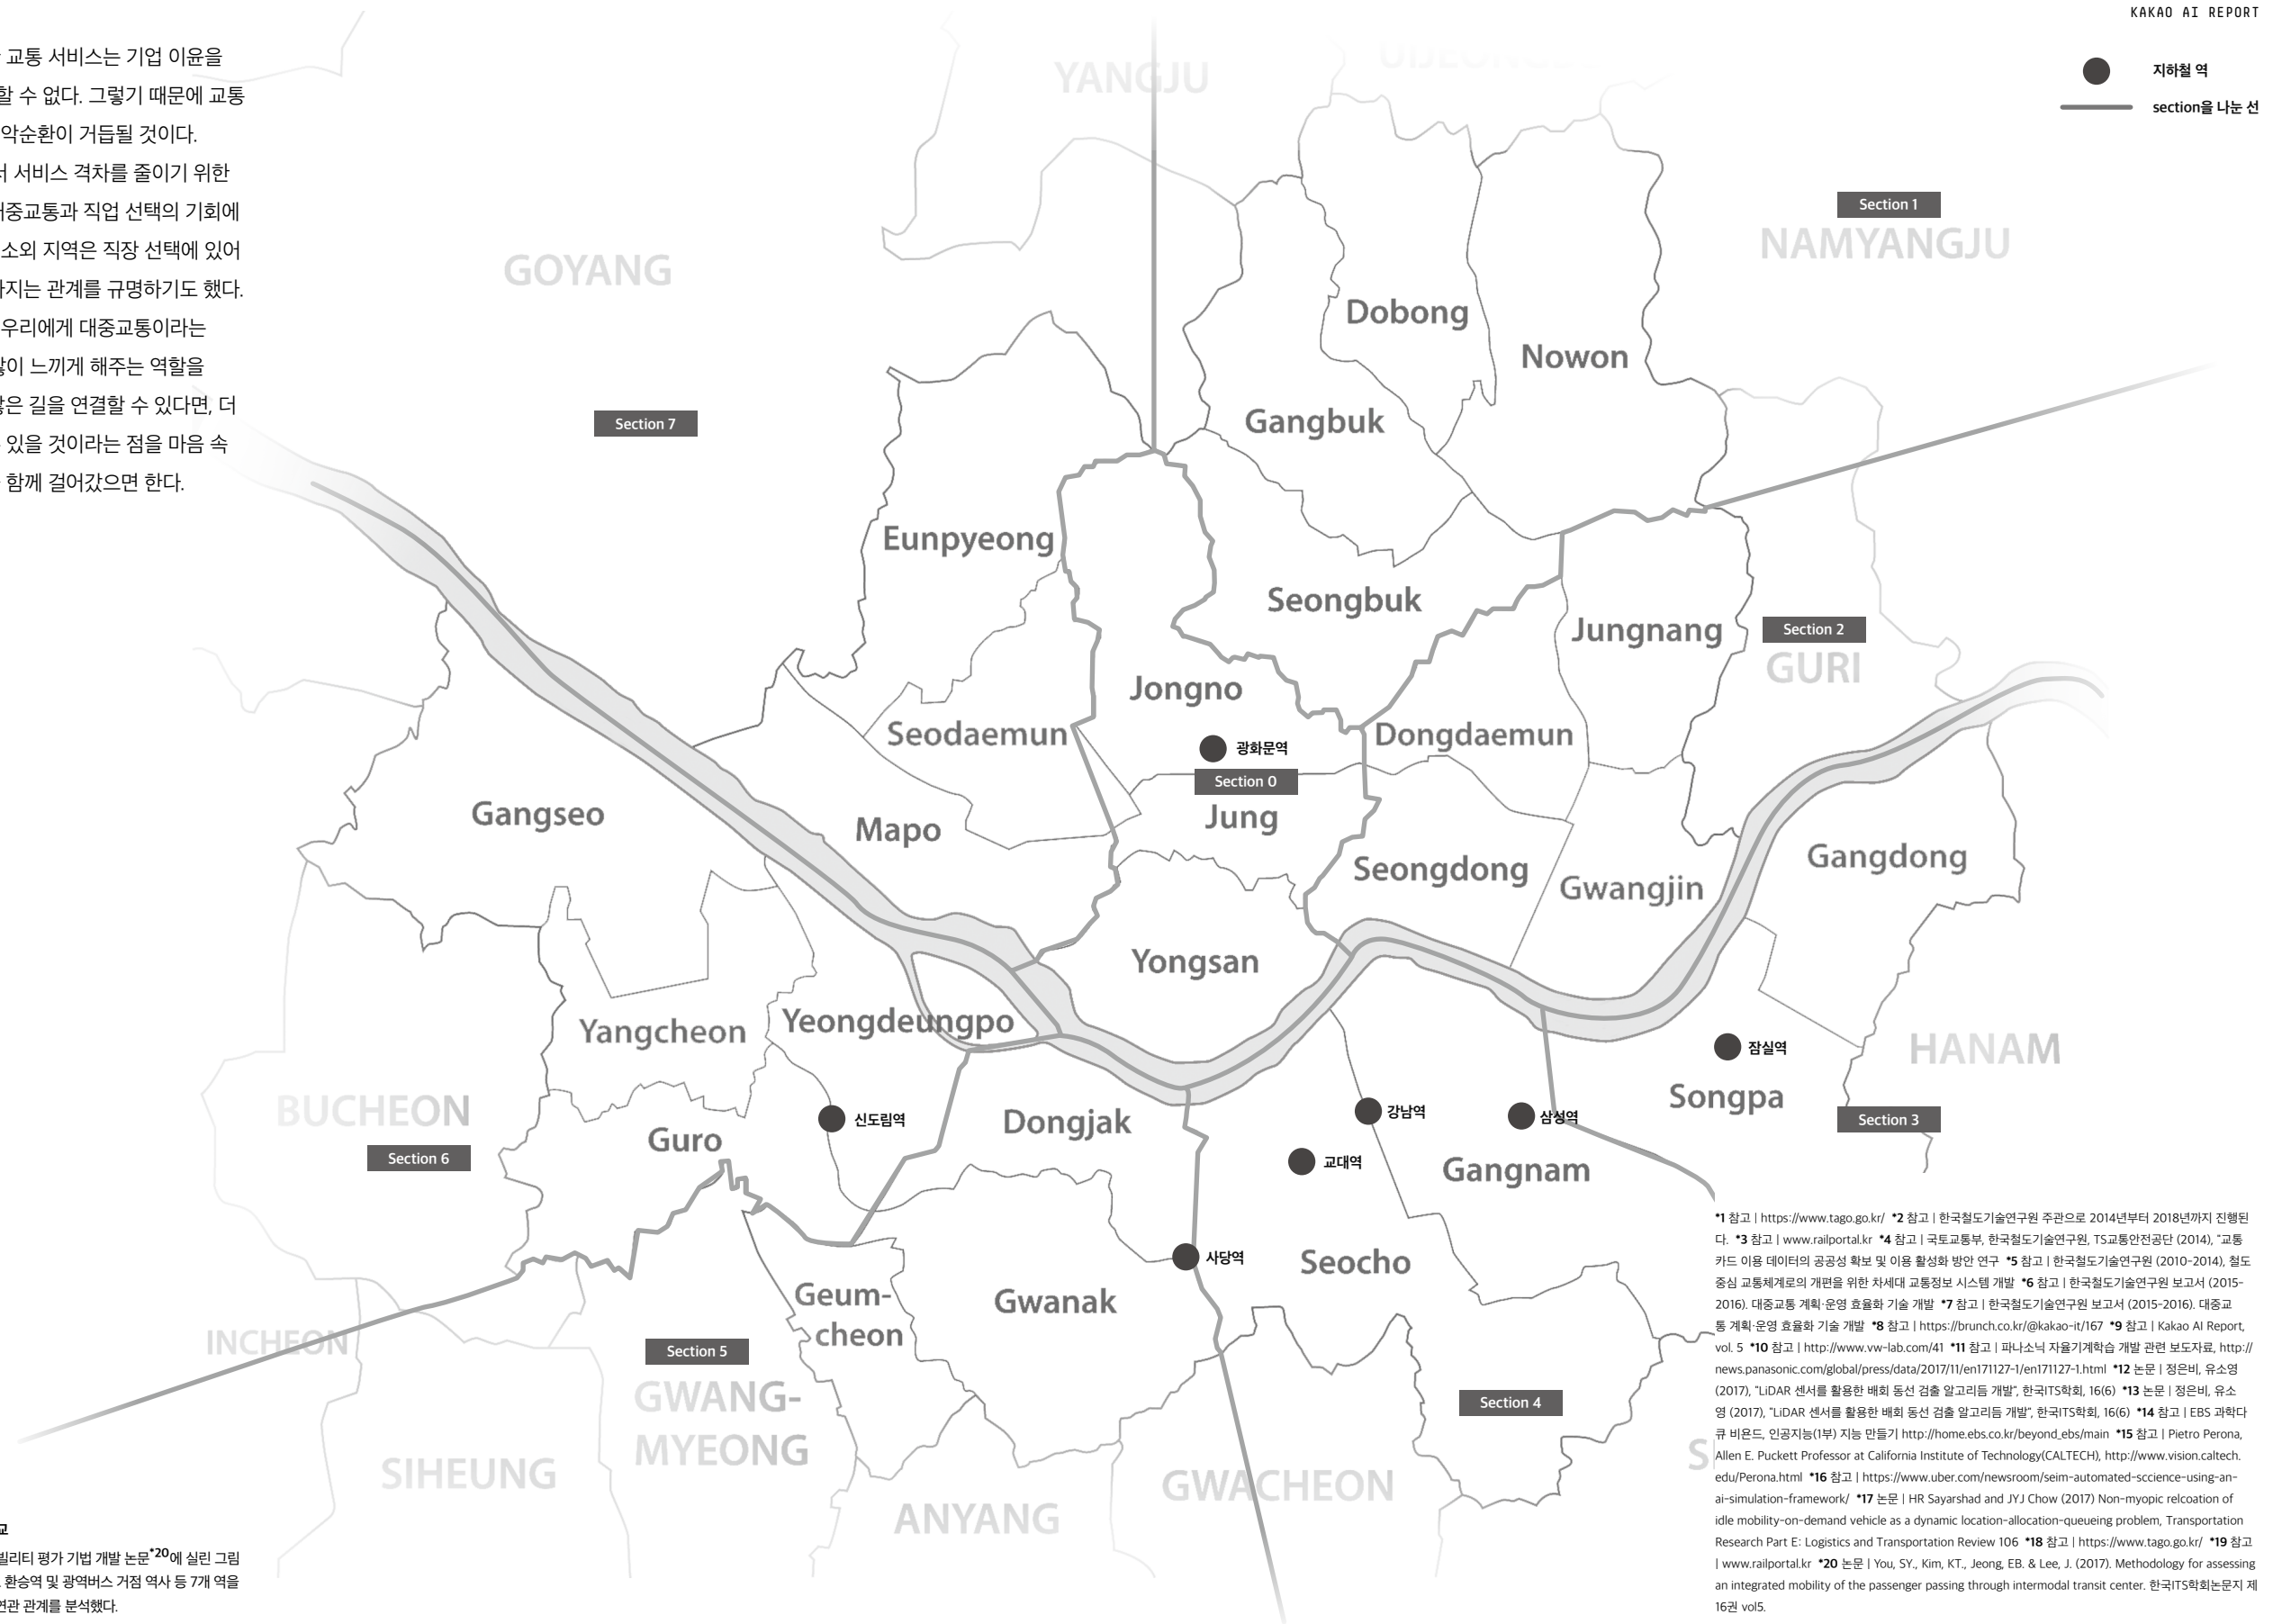 KAKAO AI REPORT
교통 서비스는 기업 이윤을
할 수 없다. 그렇기 때문에 교통
악순환이 거듭될 것이다.
서비스 격차를 줄이기 위한
대중교통과 직업 선택의 기회에
소외 지역은 직장 선택에 있어
가지는 관계를 규명하기도 했다.
우리에게 대중교통이라는
많이 느끼게 해주는 역할을
많은 길을 연결할 수 있다면, 더
있을 것이라는 점을 마음 속
함께 걸어갔으면 한다.
지하철 역
section을 나눈 선
YANGJU
UIJEONGBU
Section 1
NAMYANGJU
GOYANG
Dobong
Nowon
Gangbuk
Section 7
Eunpyeong
Seongbuk
Jungnang
Section 2
GURI
Jongno
Seodaemun
광화문역
Dongdaemun
Section 0
Gangseo
Mapo
Jung
Seongdong
Gwangjin
Gangdong
Yongsan
Yangcheon
Yeongdeungpo
잠실역
HANAM
Songpa
BUCHEON
신도림역
Dongjak
강남역
삼성역
Section 3
Guro
Section 6
교대역
Gangnam
사당역
Seocho
Geum-
cheon
Gwanak
INCHEON
Section 5
GWANG-
MYEONG
Section 4
SIHEUNG
ANYANG
GWACHEON
S
*1 참고 | https://www.tago.go.kr/ *2 참고 | 한국철도기술연구원 주관으로 2014년부터 2018년까지 진행된
다. *3 참고 | www.railportal.kr *4 참고 | 국토교통부, 한국철도기술연구원, TS교통안전공단 (2014), “교통
카드 이용 데이터의 공공성 확보 및 이용 활성화 방안 연구 *5 참고 | 한국철도기술연구원 (2010-2014), 철도
중심 교통체계로의 개편을 위한 차세대 교통정보 시스템 개발 *6 참고 | 한국철도기술연구원 보고서 (2015-
2016). 대중교통 계획·운영 효율화 기술 개발 *7 참고 | 한국철도기술연구원 보고서 (2015-2016). 대중교
통 계획·운영 효율화 기술 개발 *8 참고 | https://brunch.co.kr/@kakao-it/167 *9 참고 | Kakao AI Report,
vol. 5 *10 참고 | http://www.vw-lab.com/41 *11 참고 | 파나소닉 자율기계학습 개발 관련 보도자료, http://
news.panasonic.com/global/press/data/2017/11/en171127-1/en171127-1.html *12 논문 | 정은비, 유소영
(2017), “LiDAR 센서를 활용한 배회 동선 검출 알고리듬 개발”, 한국ITS학회, 16(6) *13 논문 | 정은비, 유소
영 (2017), “LiDAR 센서를 활용한 배회 동선 검출 알고리듬 개발”, 한국ITS학회, 16(6) *14 참고 | EBS 과학다
큐 비욘드, 인공지능(1부) 지능 만들기 http://home.ebs.co.kr/beyond_ebs/main *15 참고 | Pietro Perona,
Allen E. Puckett Professor at California Institute of Technology(CALTECH), http://www.vision.caltech.
edu/Perona.html *16 참고 | https://www.uber.com/newsroom/seim-automated-sccience-using-an-
ai-simulation-framework/ *17 논문 | HR Sayarshad and JYJ Chow (2017) Non-myopic relcoation of
idle mobility-on-demand vehicle as a dynamic location-allocation-queueing problem, Transportation
Research Part E: Logistics and Transportation Review 106 *18 참고 | https://www.tago.go.kr/ *19 참고
| www.railportal.kr *20 논문 | You, SY., Kim, KT., Jeong, EB. & Lee, J. (2017). Methodology for assessing
an integrated mobility of the passenger passing through intermodal transit center. 한국ITS학회논문지 제
16권 vol5.
교
빌리티 평가 기법 개발 논문*20에 실린 그림
환승역 및 광역버스 거점 역사 등 7개 역을
연관 관계를 분석했다.